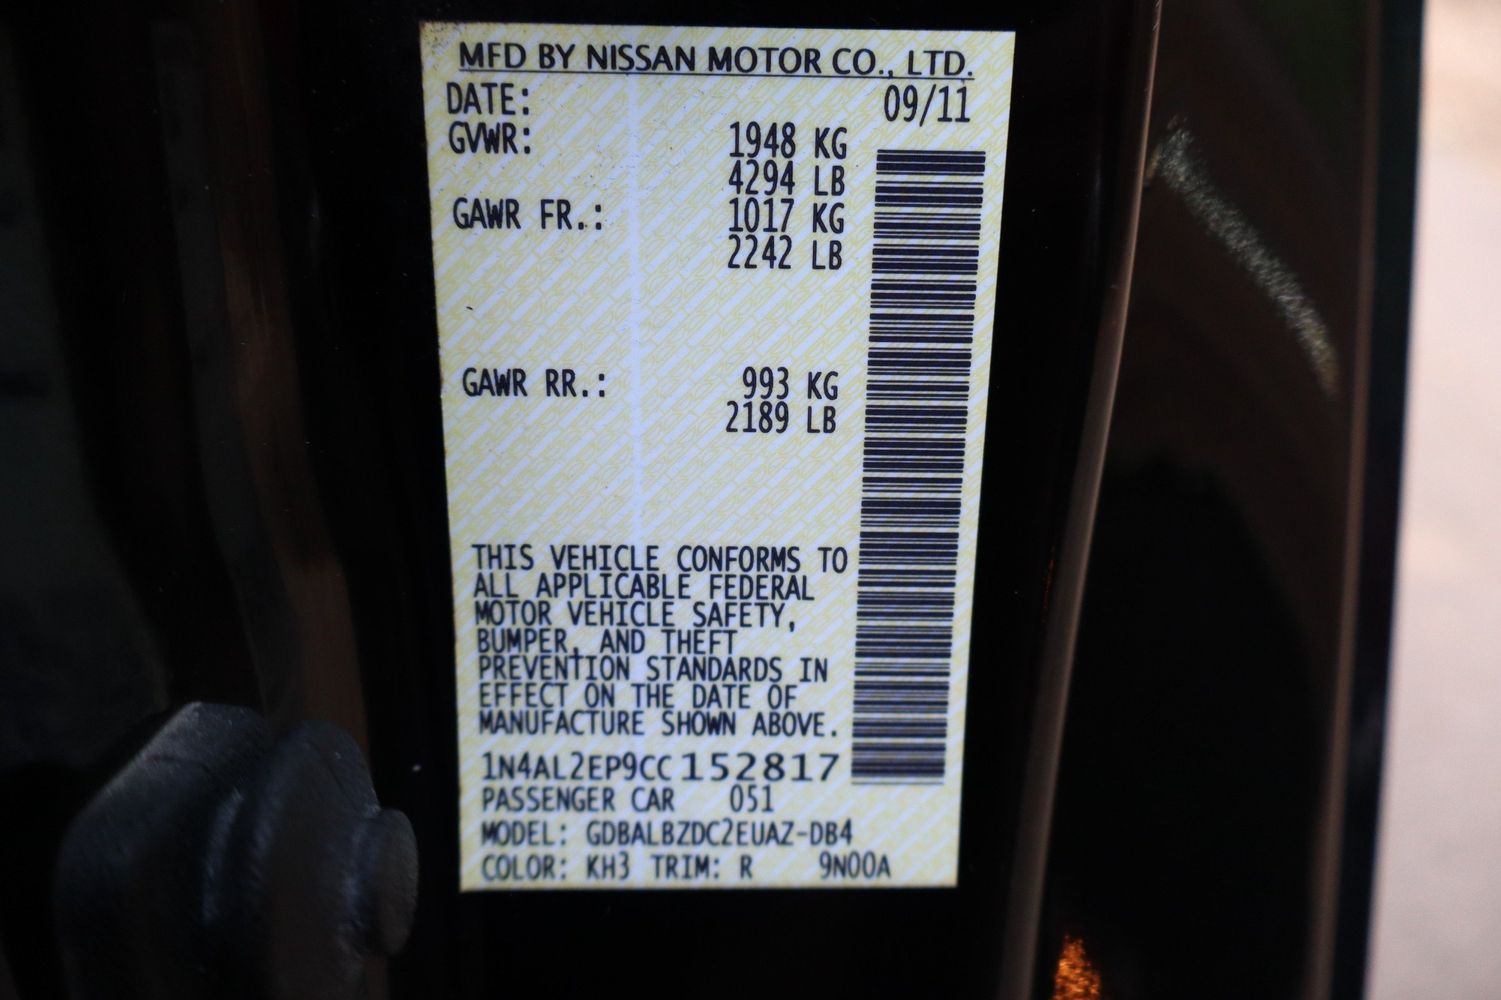 MFD BY NISSAN MOTOR CO., LTD.
DATE: 09/11
GVWR: 1948 KG
4294 LB
GAWR FR.: 1017 KG
2242 LB
GAWR RR.: 993 KG
2189 LB
THIS VEHICLE CONFORMS TO
ALL APPLICABLE FEDERAL
MOTOR VEHICLE SAFETY,
BUMPER, AND THEFT
PREVENTION STANDARDS IN
EFFECT ON THE DATE OF
MANUFACTURE SHOWN ABOVE.
1N4AL2EP9CC152817
PASSENGER CAR 051
MODEL: GDBALBZDC2EUAZ-DB4
COLOR: KH3 TRIM: R 9N00A